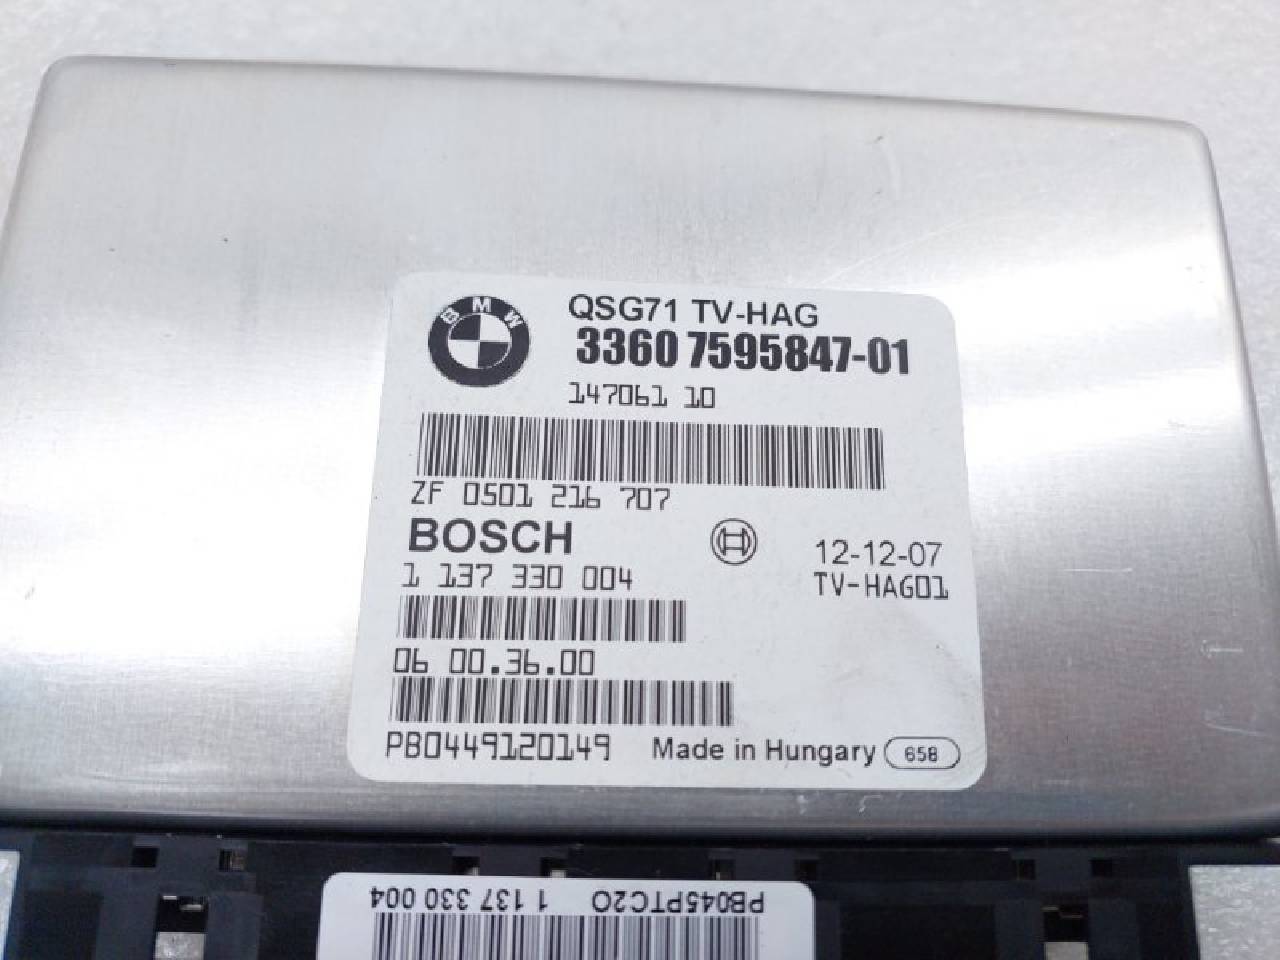 BMW
QSG71 TV-HAG
3360 7595847-01
147061 10
ZF 0501 216 707
BOSCH
12-12-07
1 137 330 004
TV-HAG01
06 00.36.00
PB0449120149
Made in Hungary 658
PB045PTC20 1 137 330 004